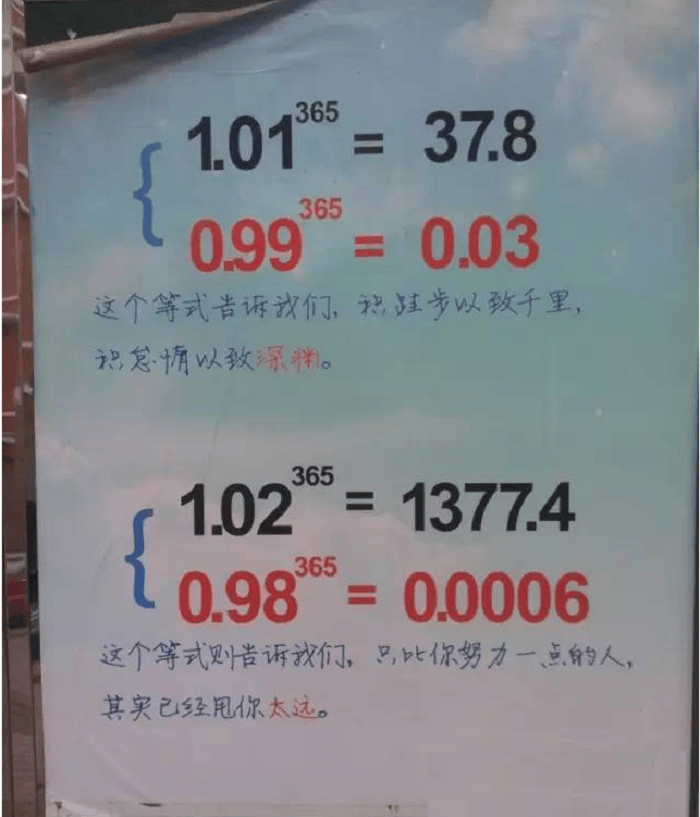 1.01³⁶⁵ = 37.8
0.99³⁶⁵ = 0.03
这个等式告诉我们，积跬步以致千里，
积怠惰以致深渊。
1.02³⁶⁵ = 1377.4
0.98³⁶⁵ = 0.0006
这个等式则告诉我们，只比你努力一点的人，
其实已经甩你太远。